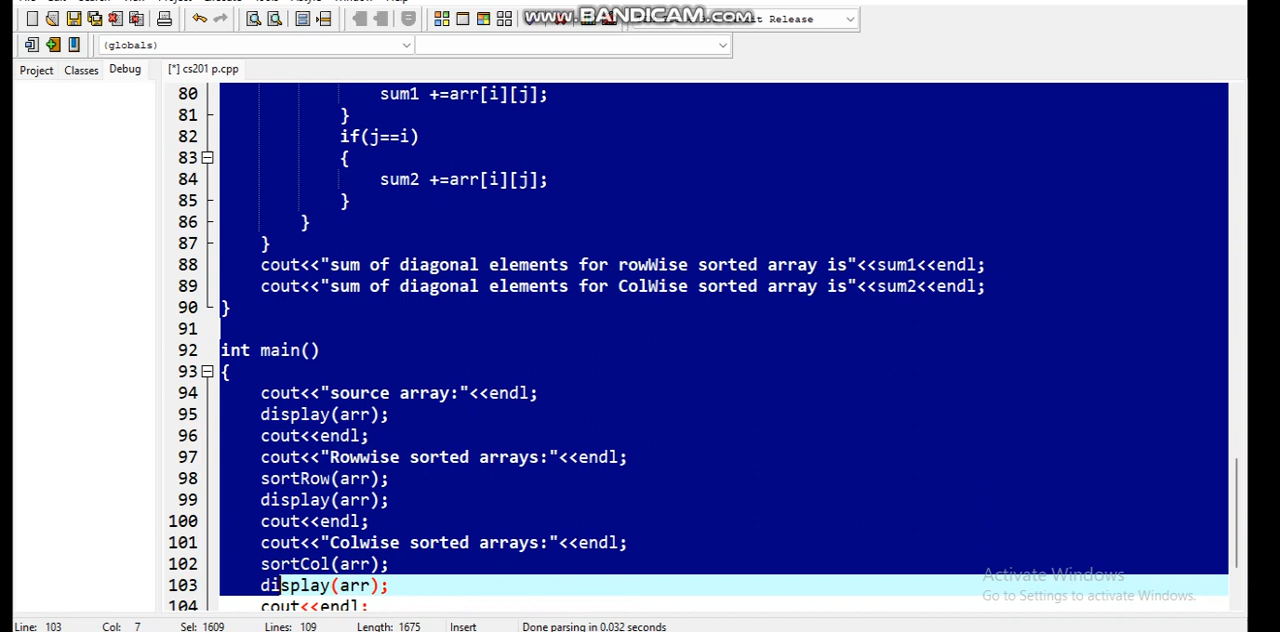 www.BANDICAM.com
it Release
(globals)
Project Classes Debug [*] cs201 p.cpp
80 sum1 +=arr[i][j];
81 }
82 if(j==i)
83 {
84 sum2 +=arr[i][j];
85 }
86 }
87 }
88 cout<<"sum of diagonal elements for rowWise sorted array is"<<sum1<<endl;
89 cout<<"sum of diagonal elements for ColWise sorted array is"<<sum2<<endl;
90 }
91
92 int main()
93 {
94 cout<<"source array:"<<endl;
95 display(arr);
96 cout<<endl;
97 cout<<"Rowwise sorted arrays:"<<endl;
98 sortRow(arr);
99 display(arr);
100 cout<<endl;
101 cout<<"Colwise sorted arrays:"<<endl;
102 sortCol(arr);
103 display(arr);
104 cout<<endl;
Activate Windows
Go to Settings to activate Windows.
Line: 103 Col: 7 Sel: 1609 Lines: 109 Length: 1675 Insert Done parsing in 0.032 seconds